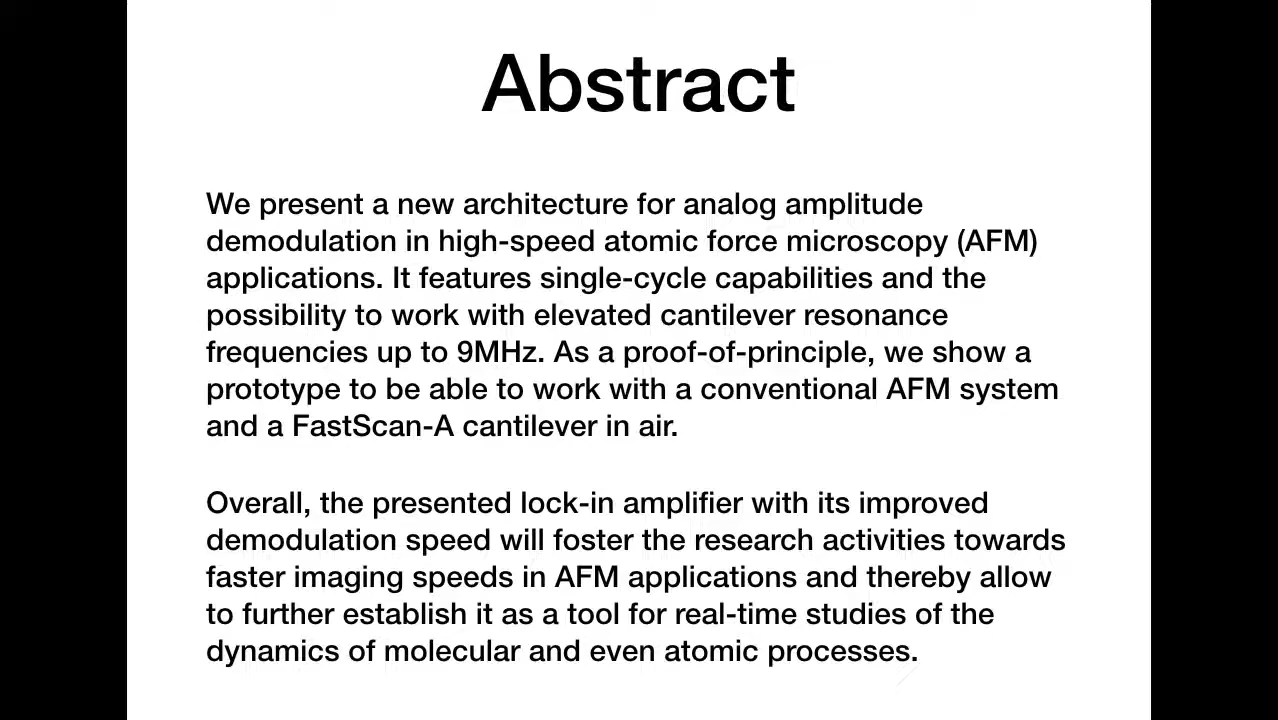 Abstract
We present a new architecture for analog amplitude
demodulation in high-speed atomic force microscopy (AFM)
applications. It features single-cycle capabilities and the
possibility to work with elevated cantilever resonance
frequencies up to 9MHz. As a proof-of-principle, we show a
prototype to be able to work with a conventional AFM system
and a FastScan-A cantilever in air.
Overall, the presented lock-in amplifier with its improved
demodulation speed will foster the research activities towards
faster imaging speeds in AFM applications and thereby allow
to further establish it as a tool for real-time studies of the
dynamics of molecular and even atomic processes.